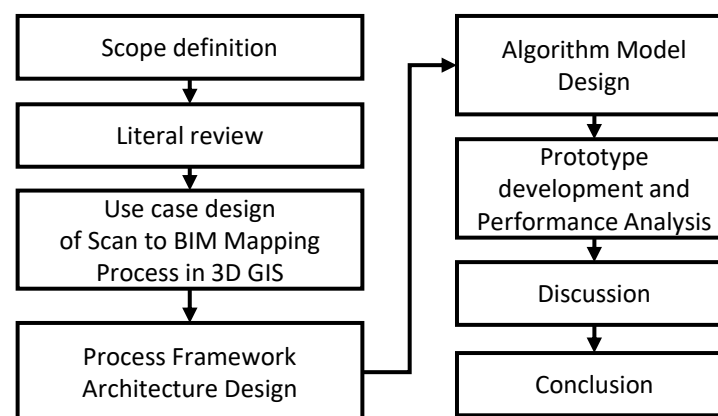 Scope definition
Literal review
Use case design
of Scan to BIM Mapping
Process in 3D GIS
Process Framework
Architecture Design
Algorithm Model
Design
Prototype
development and
Performance Analysis
Discussion
Conclusion